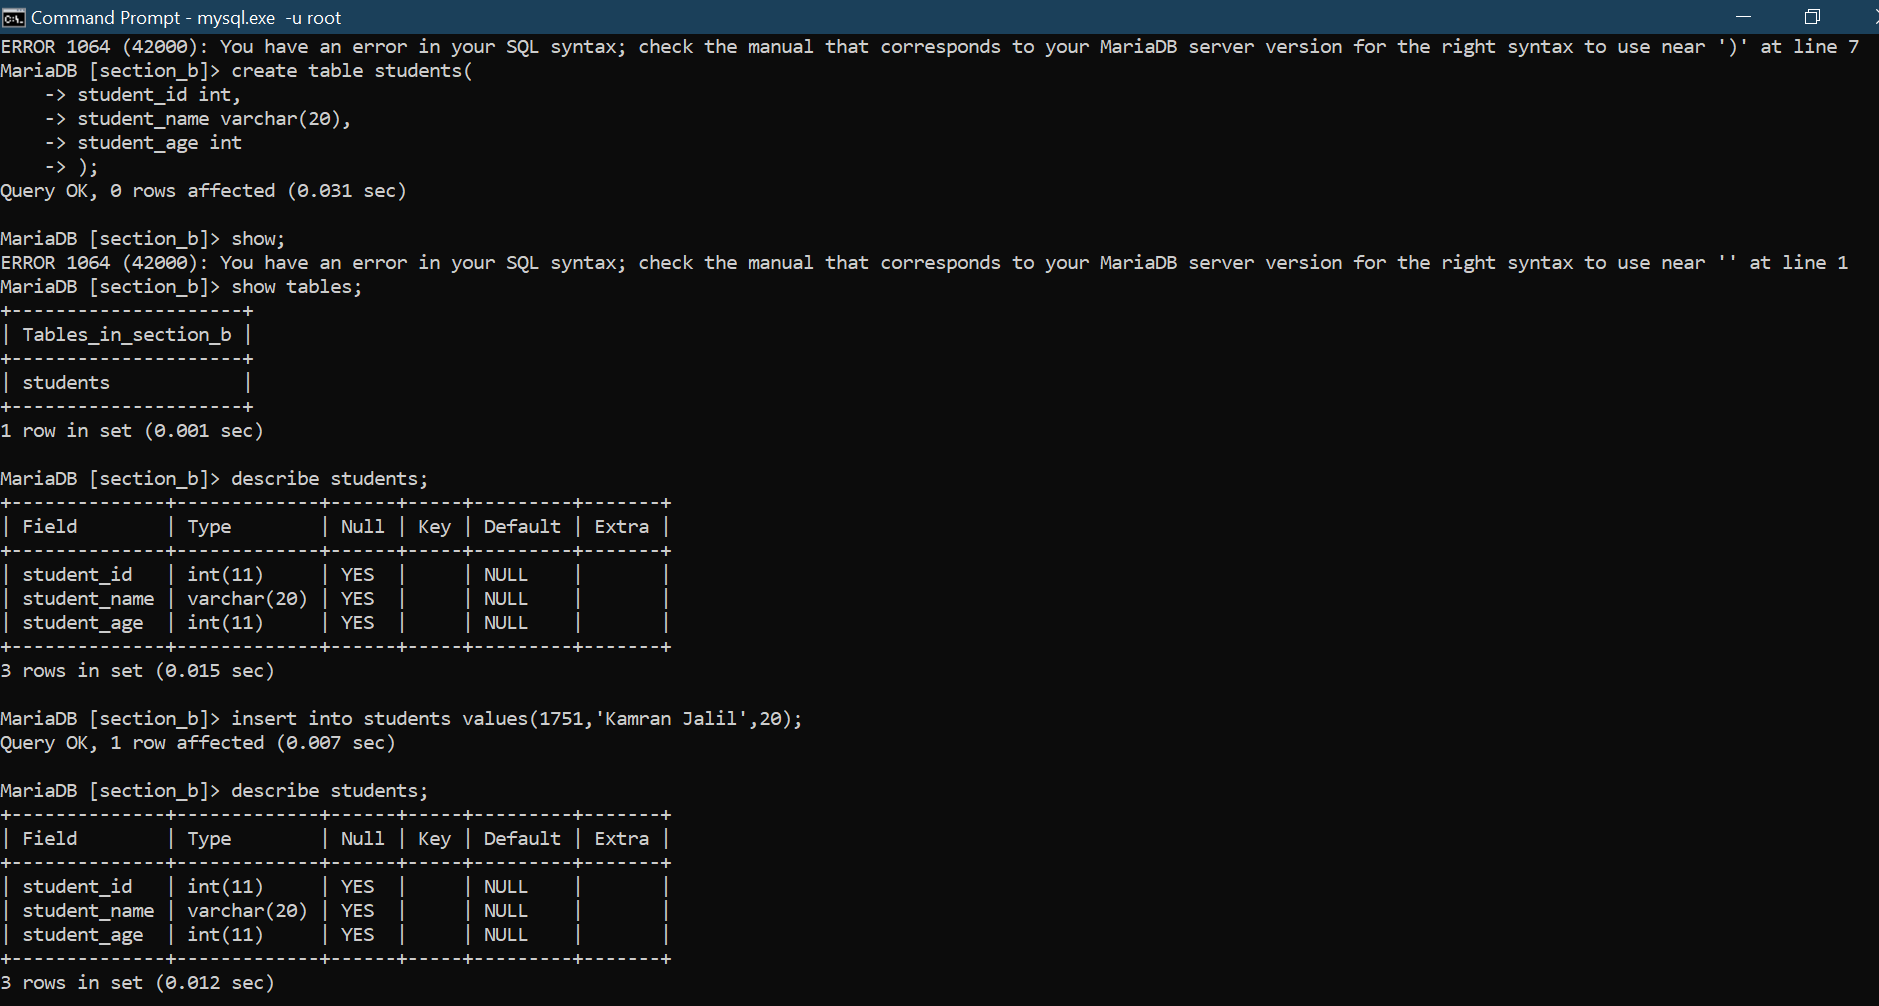 Command Prompt - mysql.exe  -u root
ERROR 1064 (42000): You have an error in your SQL syntax; check the manual that corresponds to your MariaDB server version for the right syntax to use near ')' at line 7
MariaDB [section_b]> create table students(
    -> student_id int,
    -> student_name varchar(20),
    -> student_age int
    -> );
Query OK, 0 rows affected (0.031 sec)

MariaDB [section_b]> show;
ERROR 1064 (42000): You have an error in your SQL syntax; check the manual that corresponds to your MariaDB server version for the right syntax to use near '' at line 1
MariaDB [section_b]> show tables;
+---------------------+
| Tables_in_section_b |
+---------------------+
| students            |
+---------------------+
1 row in set (0.001 sec)

MariaDB [section_b]> describe students;
+--------------+-------------+------+-----+---------+-------+
| Field        | Type        | Null | Key | Default | Extra |
+--------------+-------------+------+-----+---------+-------+
| student_id   | int(11)     | YES  |     | NULL    |       |
| student_name | varchar(20) | YES  |     | NULL    |       |
| student_age  | int(11)     | YES  |     | NULL    |       |
+--------------+-------------+------+-----+---------+-------+
3 rows in set (0.015 sec)

MariaDB [section_b]> insert into students values(1751,'Kamran Jalil',20);
Query OK, 1 row affected (0.007 sec)

MariaDB [section_b]> describe students;
+--------------+-------------+------+-----+---------+-------+
| Field        | Type        | Null | Key | Default | Extra |
+--------------+-------------+------+-----+---------+-------+
| student_id   | int(11)     | YES  |     | NULL    |       |
| student_name | varchar(20) | YES  |     | NULL    |       |
| student_age  | int(11)     | YES  |     | NULL    |       |
+--------------+-------------+------+-----+---------+-------+
3 rows in set (0.012 sec)